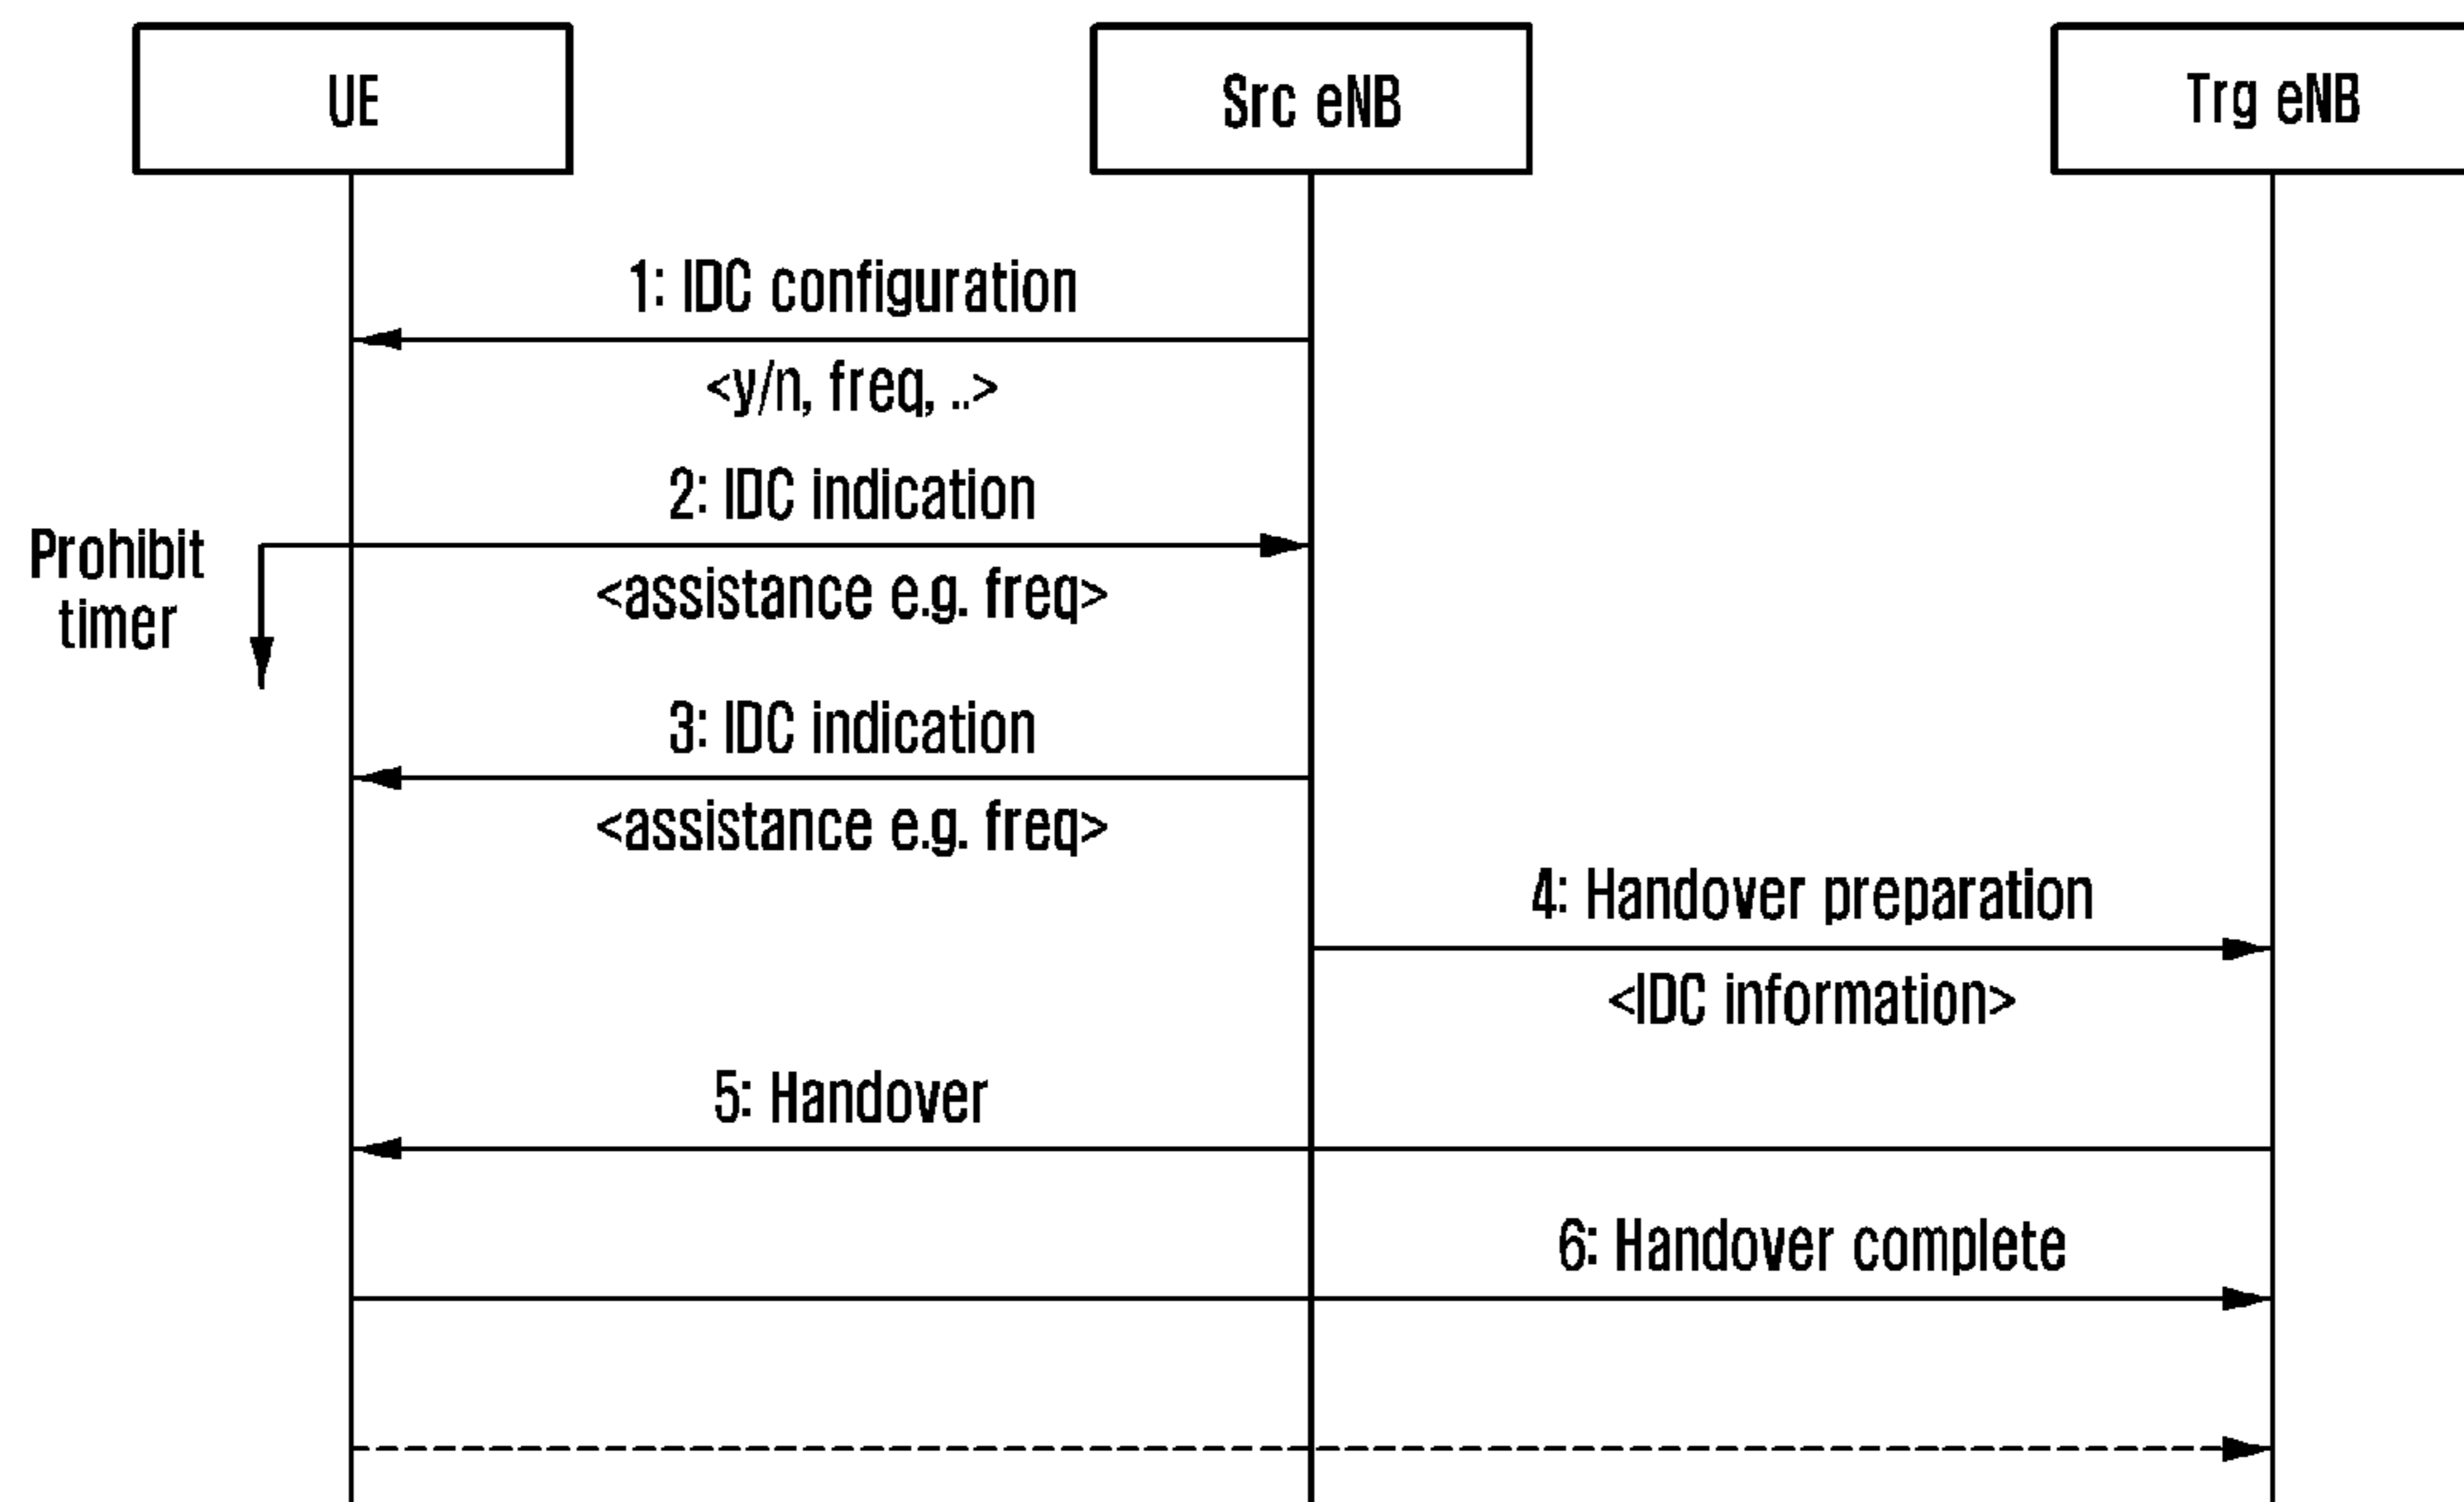 UE
Src eNB
Trg eNB
1: IDC configuration
<y/n, freq, ..>
2: IDC indication
<assistance e.g. freq>
Prohibit
timer
3: IDC indication
<assistance e.g. freq>
4: Handover preparation
<IDC information>
5: Handover
6: Handover complete